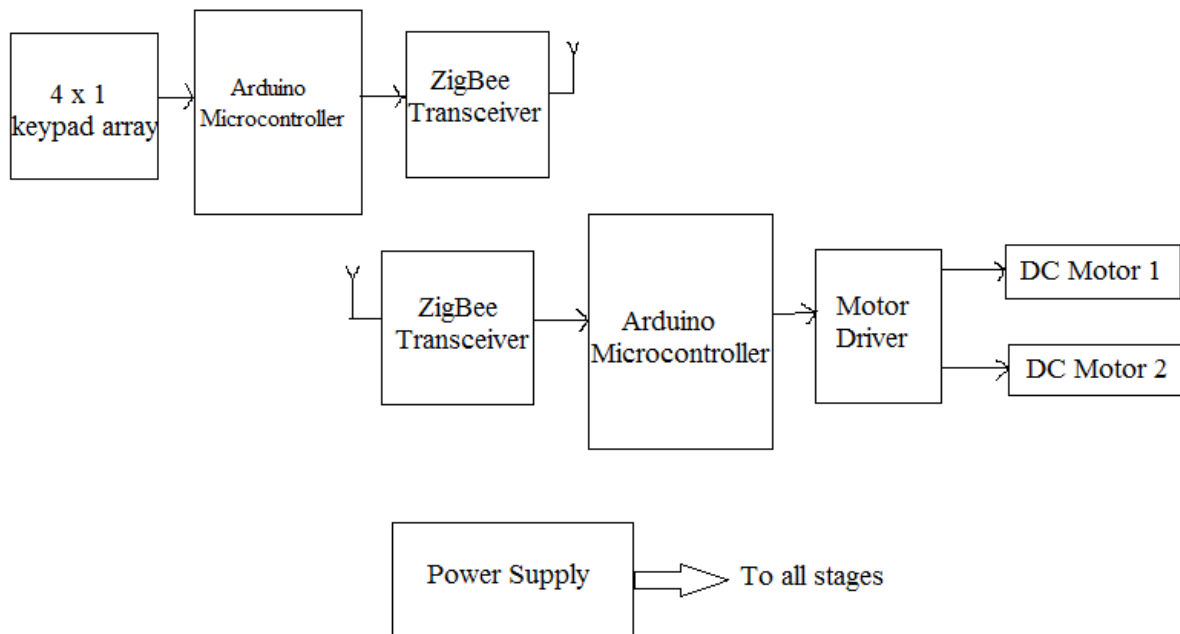 4 x 1
keypad array
Arduino
Microcontroller
ZigBee
Transceiver
ZigBee
Transceiver
Arduino
Microcontroller
Motor
Driver
DC Motor 1
DC Motor 2
Power Supply
To all stages